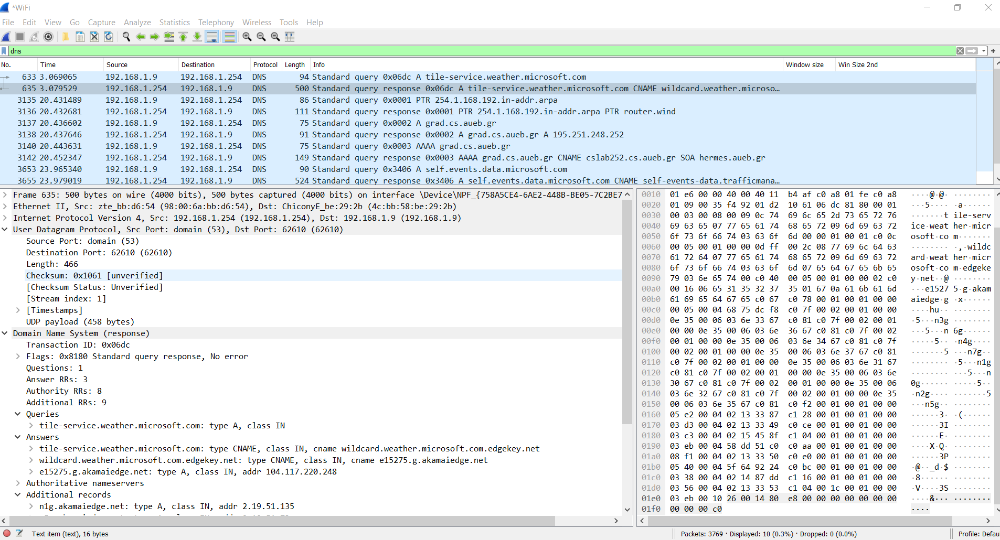 *WiFi
File Edit View Go Capture Analyze Statistics Telephony Wireless Tools Help
dns
No. Time Source Destination Protocol Length Info Window size Win Size 2nd
633 3.069065 192.168.1.9 192.168.1.254 DNS 94 Standard query 0x06dc A tile-service.weather.microsoft.com
635 3.079529 192.168.1.254 192.168.1.9 DNS 500 Standard query response 0x06dc A tile-service.weather.microsoft.com CNAME wildcard.weather.microso…
3135 20.431489 192.168.1.9 192.168.1.254 DNS 86 Standard query 0x0001 PTR 254.1.168.192.in-addr.arpa
3136 20.432681 192.168.1.254 192.168.1.9 DNS 111 Standard query response 0x0001 PTR 254.1.168.192.in-addr.arpa PTR router.wind
3137 20.436602 192.168.1.9 192.168.1.254 DNS 75 Standard query 0x0002 A grad.cs.aueb.gr
3138 20.437646 192.168.1.254 192.168.1.9 DNS 91 Standard query response 0x0002 A grad.cs.aueb.gr A 195.251.248.252
3140 20.443631 192.168.1.9 192.168.1.254 DNS 75 Standard query 0x0003 AAAA grad.cs.aueb.gr
3142 20.452347 192.168.1.254 192.168.1.9 DNS 149 Standard query response 0x0003 AAAA grad.cs.aueb.gr CNAME cslab252.cs.aueb.gr SOA hermes.aueb.gr
3653 23.965340 192.168.1.9 192.168.1.254 DNS 90 Standard query 0x3406 A self.events.data.microsoft.com
3655 23.979019 192.168.1.254 192.168.1.9 DNS 524 Standard query response 0x3406 A self.events.data.microsoft.com CNAME self-events-data.trafficmana…
Frame 635: 500 bytes on wire (4000 bits), 500 bytes captured (4000 bits) on interface \Device\NPF_{758A5CE4-6AE2-448B-BE05-7C2BE7
Ethernet II, Src: zte_bb:d6:54 (98:00:6a:bb:d6:54), Dst: ChiconyE_be:29:2b (4c:bb:58:be:29:2b)
Internet Protocol Version 4, Src: 192.168.1.254 (192.168.1.254), Dst: 192.168.1.9 (192.168.1.9)
User Datagram Protocol, Src Port: domain (53), Dst Port: 62610 (62610)
Source Port: domain (53)
Destination Port: 62610 (62610)
Length: 466
Checksum: 0x1061 [unverified]
[Checksum Status: Unverified]
[Stream index: 1]
[Timestamps]
UDP payload (458 bytes)
Domain Name System (response)
Transaction ID: 0x06dc
Flags: 0x8180 Standard query response, No error
Questions: 1
Answer RRs: 3
Authority RRs: 8
Additional RRs: 9
Queries
tile-service.weather.microsoft.com: type A, class IN
Answers
tile-service.weather.microsoft.com: type CNAME, class IN, cname wildcard.weather.microsoft.com.edgekey.net
wildcard.weather.microsoft.com.edgekey.net: type CNAME, class IN, cname e15275.g.akamaiedge.net
e15275.g.akamaiedge.net: type A, class IN, addr 104.117.220.248
Authoritative nameservers
Additional records
n1g.akamaiedge.net: type A, class IN, addr 2.19.51.135
0010 01 e6 00 00 40 00 40 11 b4 af c0 a8 01 fe c0 a8 ····@·@· ········
0020 01 09 00 35 f4 92 01 d2 10 61 06 dc 81 80 00 01 ···5···· ·a······
0030 00 03 00 08 00 09 0c 74 69 6c 65 2d 73 65 72 76 ·······t ile-serv
0040 69 63 65 07 77 65 61 74 68 65 72 09 6d 69 63 72 ice·weat her·micr
0050 6f 73 6f 66 74 03 63 6f 6d 00 00 01 00 01 c0 0c osoft·co m·······
0060 00 05 00 01 00 00 0d ff 00 2c 08 77 69 6c 64 63 ········ ·,·wildc
0070 61 72 64 07 77 65 61 74 68 65 72 09 6d 69 63 72 ard·weat her·micr
0080 6f 73 6f 66 74 03 63 6f 6d 07 65 64 67 65 6b 65 osoft·co m·edgeke
0090 79 03 6e 65 74 00 c0 40 00 05 00 01 00 00 02 c0 y·net··@ ········
00a0 00 16 06 65 31 35 32 37 35 01 67 0a 61 6b 61 6d ···e1527 5·g·akam
00b0 61 69 65 64 67 65 c0 67 c0 78 00 01 00 01 00 00 aiedge·g ·x······
00c0 00 05 00 04 68 75 dc f8 c0 7f 00 02 00 01 00 00 ····hu·· ········
00d0 0e 35 00 06 03 6e 33 67 c0 81 c0 7f 00 02 00 01 ·5···n3g ········
00e0 00 00 0e 35 00 06 03 6e 36 67 c0 81 c0 7f 00 02 ···5···n 6g······
00f0 00 01 00 00 0e 35 00 06 03 6e 34 67 c0 81 c0 7f ·····5·· ·n4g····
0100 00 02 00 01 00 00 0e 35 00 06 03 6e 37 67 c0 81 ·······5 ···n7g··
0110 c0 7f 00 02 00 01 00 00 0e 35 00 06 03 6e 31 67 ········ ·5···n1g
0120 c0 81 c0 7f 00 02 00 01 00 00 0e 35 00 06 03 6e ········ ···5···n
0130 30 67 c0 81 c0 7f 00 02 00 01 00 00 0e 35 00 06 0g······ ·····5··
0140 03 6e 32 67 c0 81 c0 7f 00 02 00 01 00 00 0e 35 ·n2g···· ·······5
0150 00 06 03 6e 35 67 c0 81 c0 f2 00 01 00 01 00 00 ···n5g·· ········
0160 05 e2 00 04 02 13 33 87 c1 28 00 01 00 01 00 00 ······3· ·(······
0170 03 d3 00 04 02 13 33 49 c0 ce 00 01 00 01 00 00 ······3I ········
0180 03 c3 00 04 02 15 45 8f c1 04 00 01 00 01 00 00 ······E· ········
0190 03 eb 00 04 58 dd 51 c0 c0 aa 00 01 00 01 00 00 ····X·Q· ········
01a0 08 f1 00 04 02 13 33 50 c0 e0 00 01 00 01 00 00 ······3P ········
01b0 05 40 00 04 5f 64 92 24 c0 bc 00 01 00 01 00 00 ·@··_d·$ ········
01c0 03 38 00 04 02 14 87 dd c1 16 00 01 00 01 00 00 ·8······ ········
01d0 03 56 00 04 02 13 33 53 c1 04 00 1c 00 01 00 00 ·V····3S ········
01e0 03 eb 00 10 26 00 14 80 e8 00 00 00 00 00 00 00 ····&··· ········
01f0 00 00 00 c0 ····
Text item (text), 16 bytes
Packets: 3769 · Displayed: 10 (0.3%) · Dropped: 0 (0.0%)
Profile: Defau